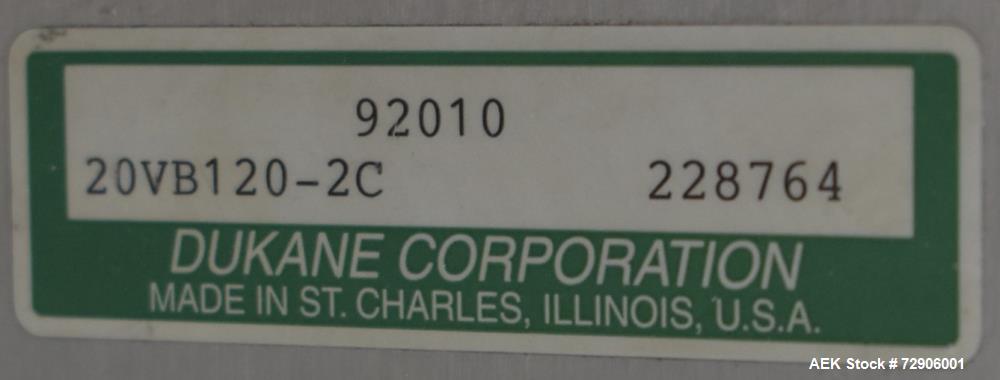 92010
20VB120-2C 228764
DUKANE CORPORATION
MADE IN ST. CHARLES, ILLINOIS, U.S.A.
AEK Stock # 72906001